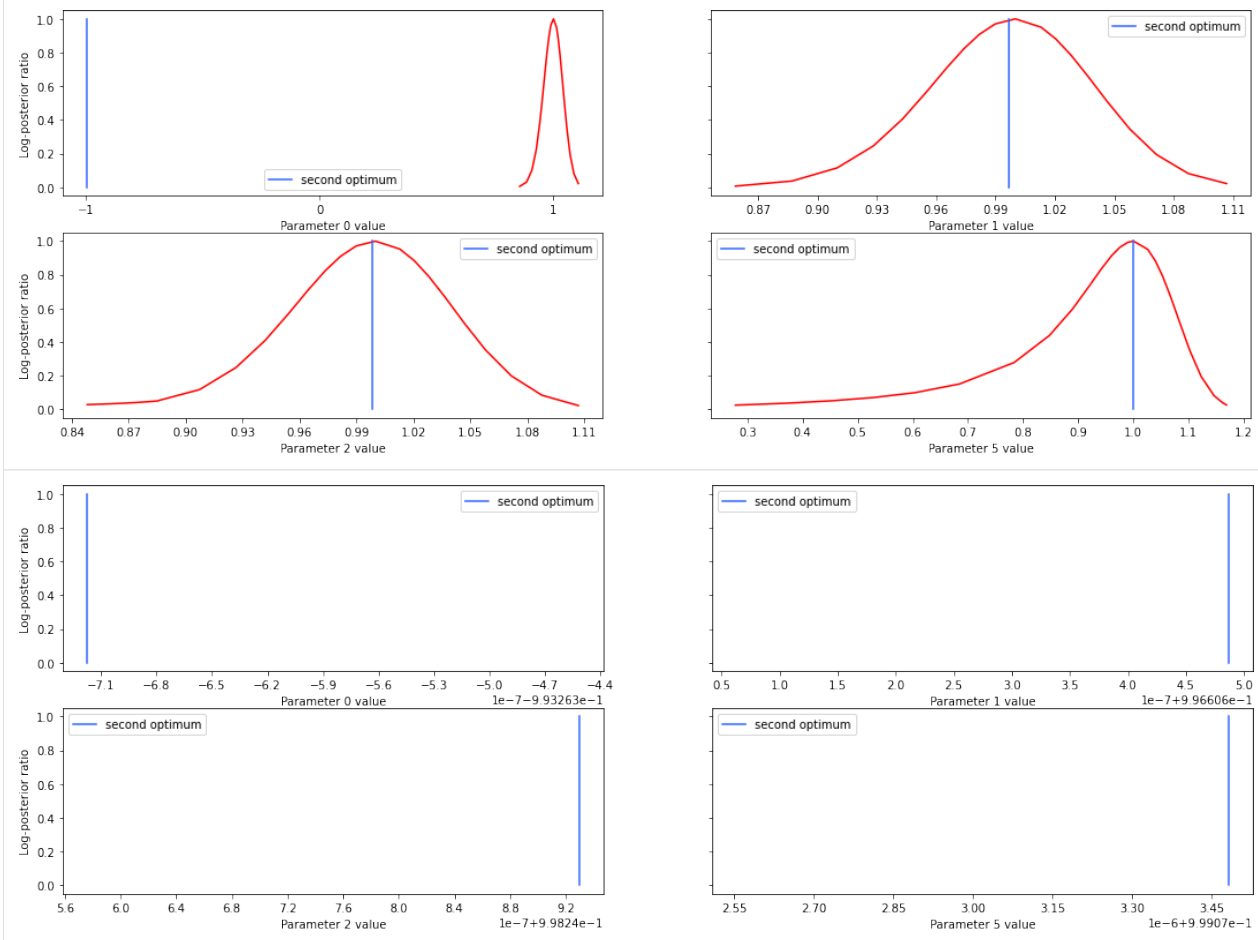 Log-posterior ratio
1.0
0.8
0.6
0.4
0.2
0.0
second optimum
−1 0 1
Parameter 0 value
second optimum
0.87 0.90 0.93 0.96 0.99 1.02 1.05 1.08 1.11
Parameter 1 value
Log-posterior ratio
1.0
0.8
0.6
0.4
0.2
0.0
second optimum
0.84 0.87 0.90 0.93 0.96 0.99 1.02 1.05 1.08 1.11
Parameter 2 value
second optimum
0.3 0.4 0.5 0.6 0.7 0.8 0.9 1.0 1.1 1.2
Parameter 5 value
Log-posterior ratio
1.0
0.8
0.6
0.4
0.2
0.0
second optimum
−7.1 −6.8 −6.5 −6.2 −5.9 −5.6 −5.3 −5.0 −4.7 −4.4
Parameter 0 value
1e−7−9.93263e−1
second optimum
0.5 1.0 1.5 2.0 2.5 3.0 3.5 4.0 4.5 5.0
Parameter 1 value
1e−7+9.96606e−1
Log-posterior ratio
1.0
0.8
0.6
0.4
0.2
0.0
second optimum
5.6 6.0 6.4 6.8 7.2 7.6 8.0 8.4 8.8 9.2
Parameter 2 value
1e−7+9.9824e−1
second optimum
2.55 2.70 2.85 3.00 3.15 3.30 3.45
Parameter 5 value
1e−6+9.9907e−1